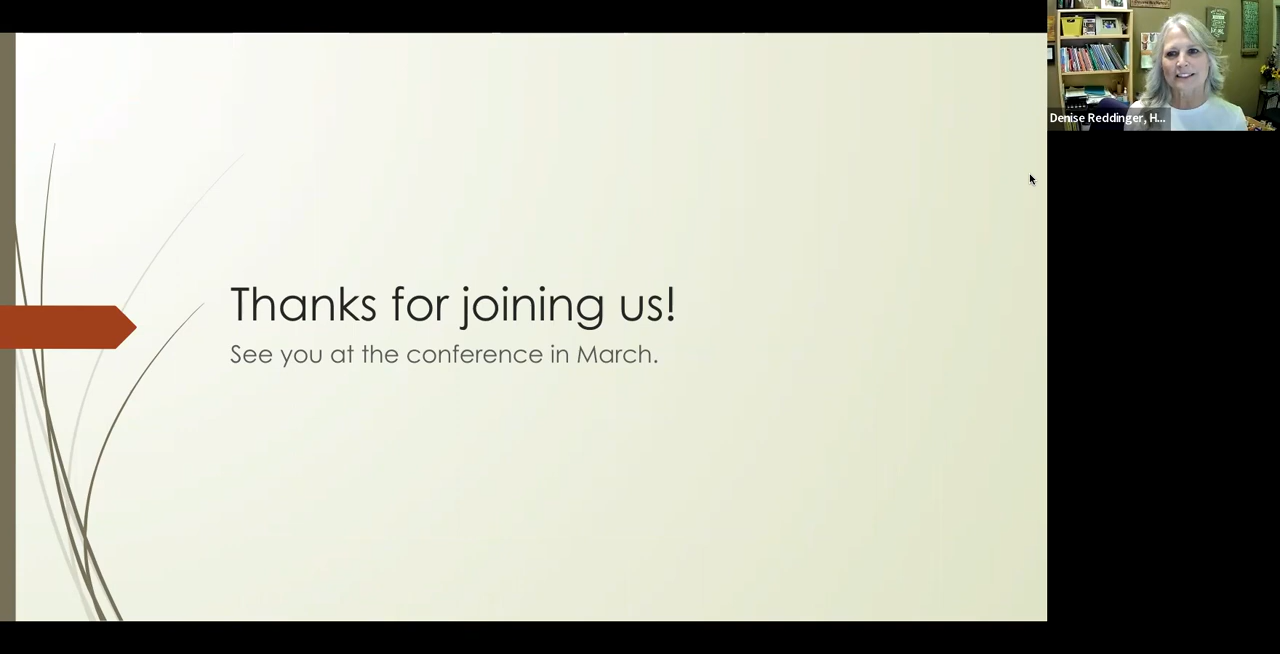 Thanks for joining us!
See you at the conference in March.
Denise Reddinger, H...